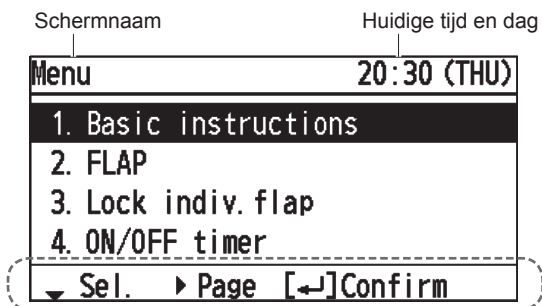 Schermnaam Huidige tijd en dag
Menu 20:30 (THU)
1. Basic instructions
2. FLAP
3. Lock indiv.flap
4. ON/OFF timer
Sel. Page [↵]Confirm